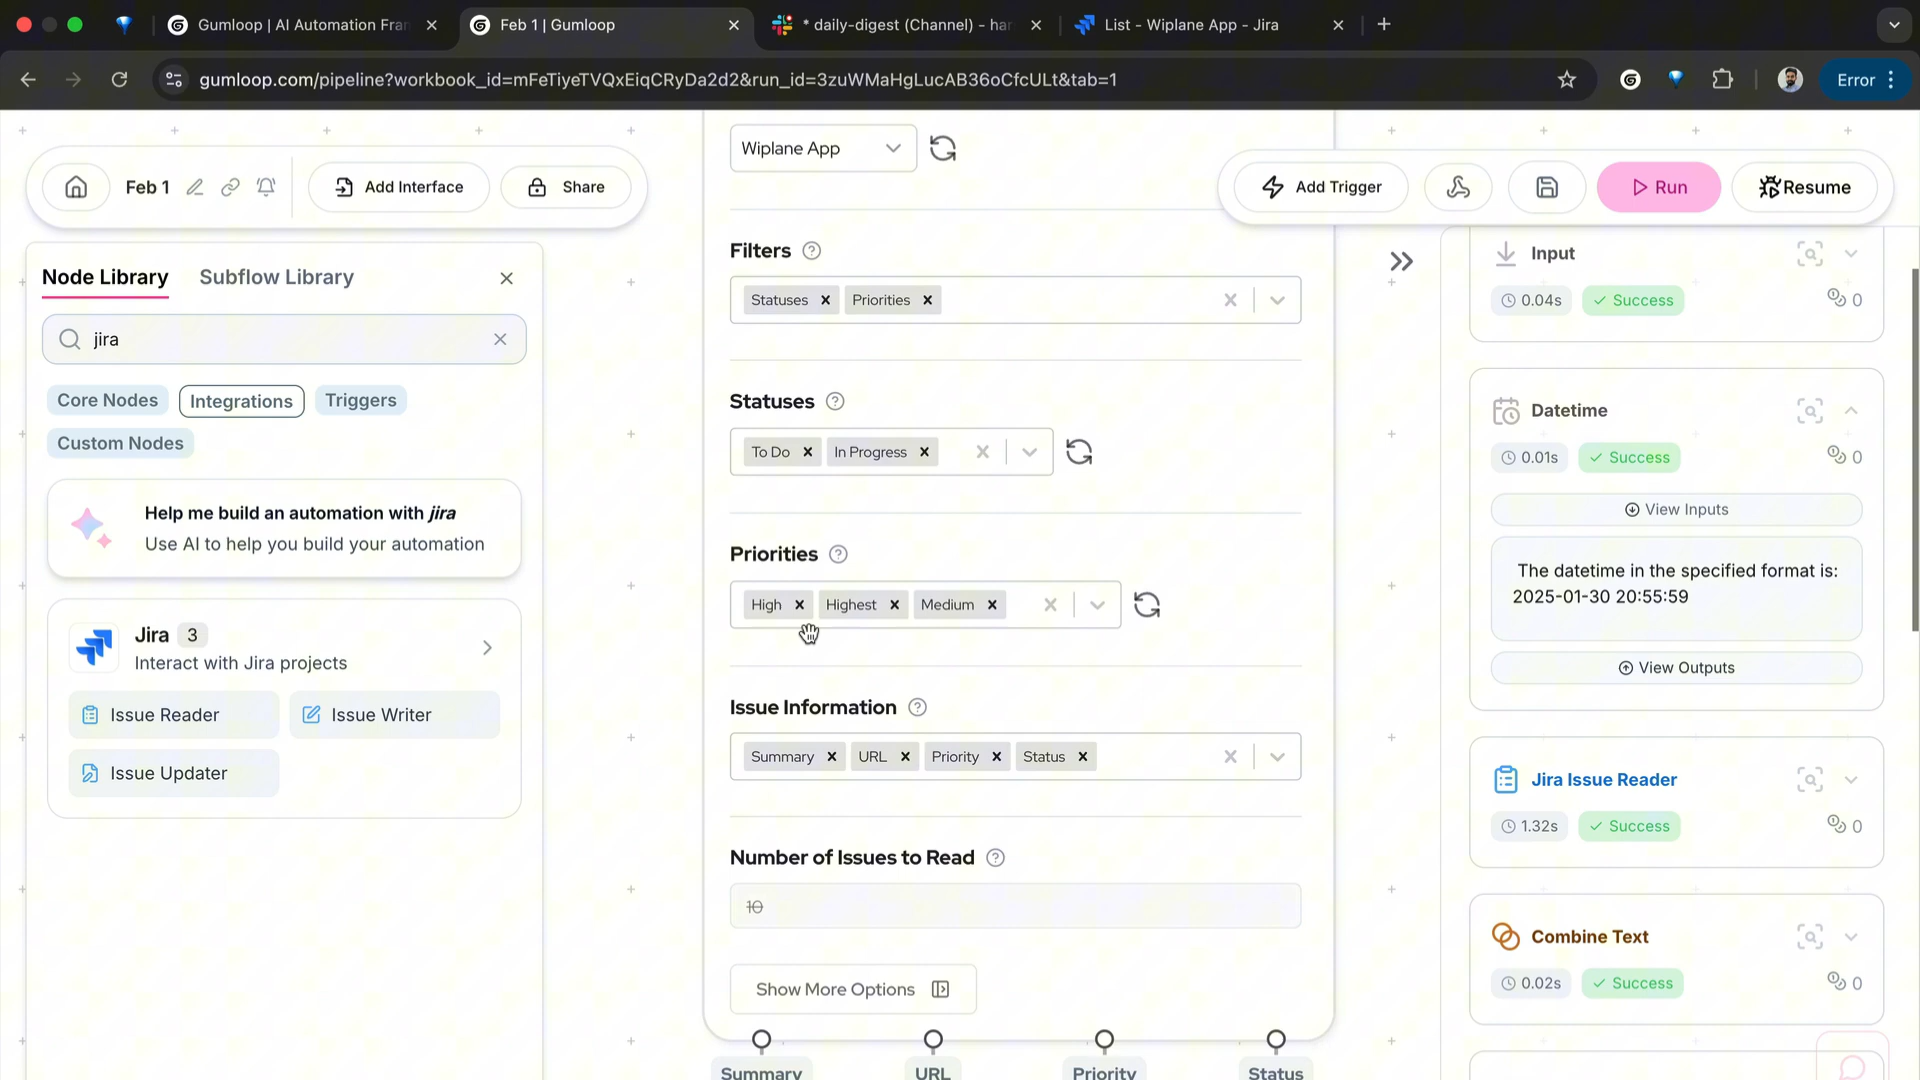 Gumloop | AI Automation Fra
Feb 1 | Gumloop
* daily-digest (Channel) - har
List - Wiplane App - Jira
gumloop.com/pipeline?workbook_id=mFeTiyeTVQxEiqCRyDa2d2&run_id=3zuWMaHgLucAB36oCfcULt&tab=1
Error
Feb 1
Add Interface
Share
Node Library
Subflow Library
jira
Core Nodes
Integrations
Triggers
Custom Nodes
Help me build an automation with jira
Use AI to help you build your automation
Jira 3
Interact with Jira projects
Issue Reader
Issue Writer
Issue Updater
Wiplane App
Filters
Statuses
Priorities
Statuses
To Do
In Progress
Priorities
High
Highest
Medium
Issue Information
Summary
URL
Priority
Status
Number of Issues to Read
10
Show More Options
Summary
URL
Priority
Status
Add Trigger
Run
Resume
Input
0.04s
Success
0
Datetime
0.01s
Success
0
View Inputs
The datetime in the specified format is:
2025-01-30 20:55:59
View Outputs
Jira Issue Reader
1.32s
Success
0
Combine Text
0.02s
Success
0